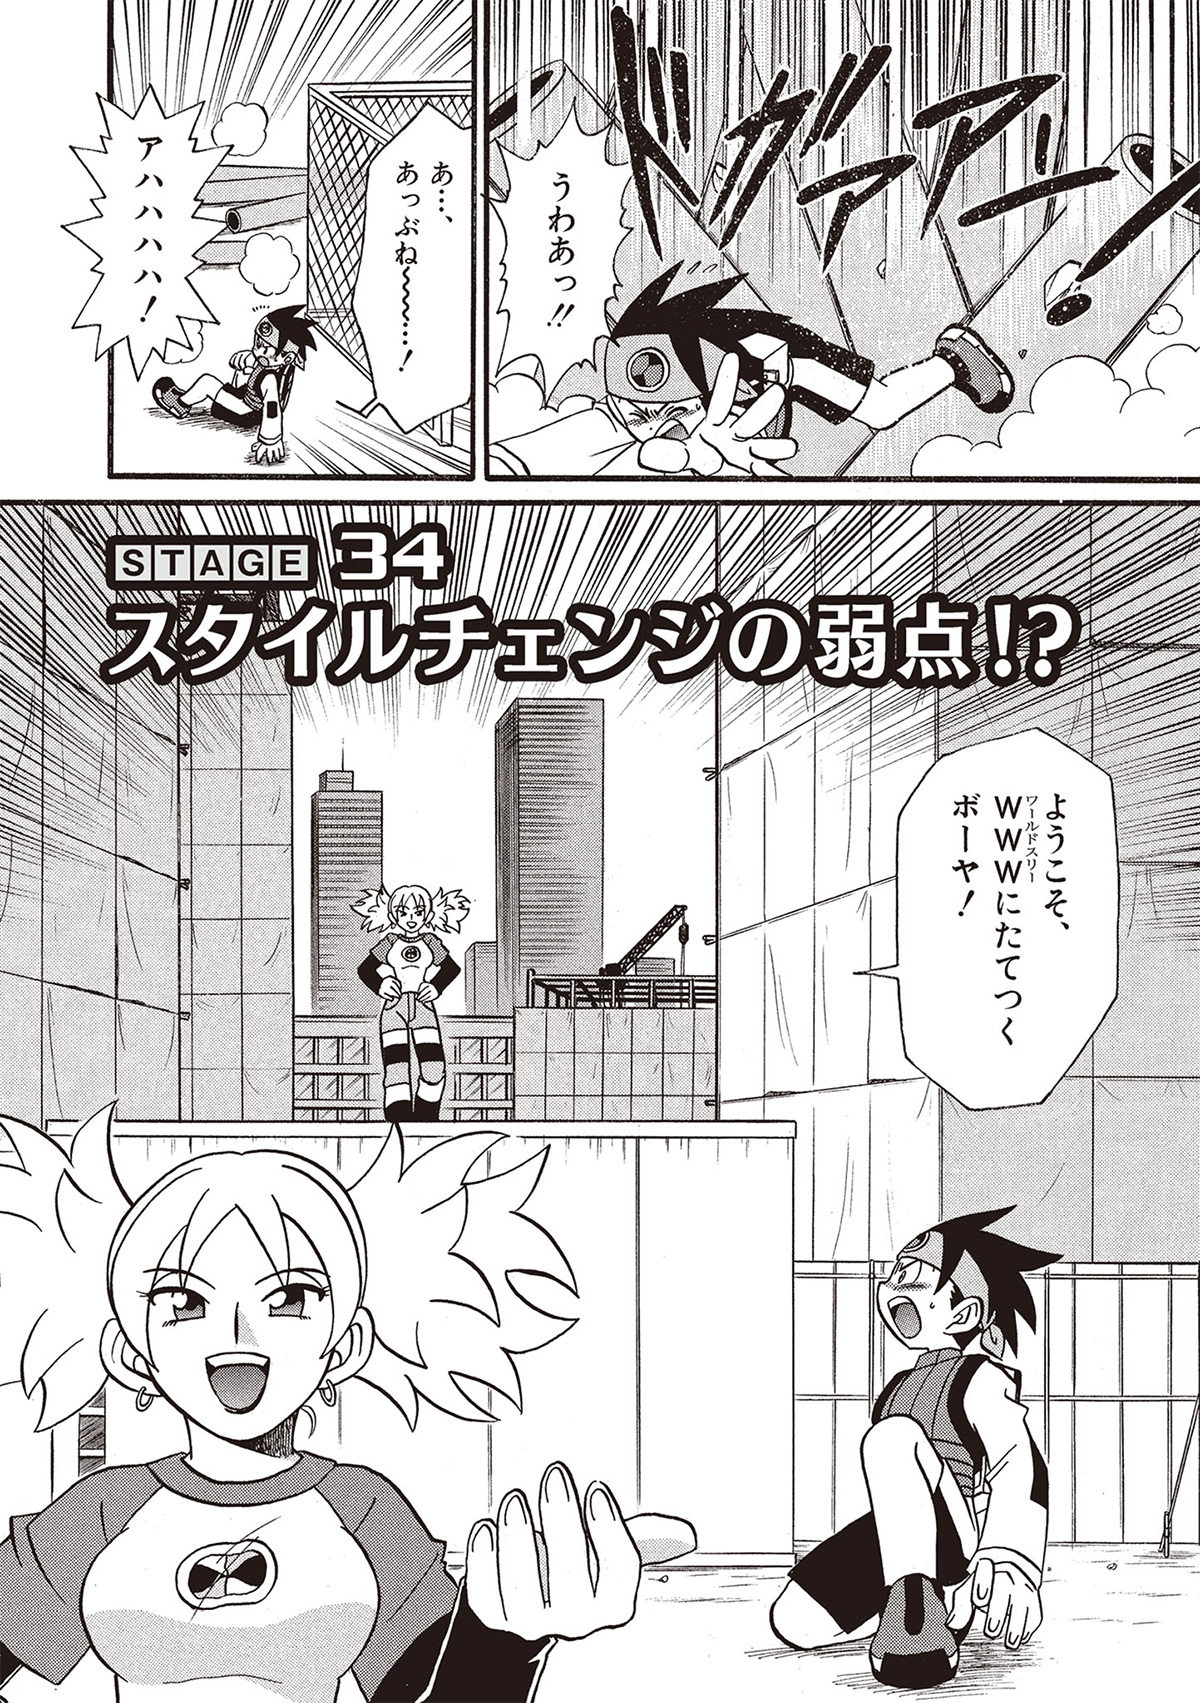 ドガアアン
うわあっ!!
あ…、
あっぶね〜〜…!
アハハハハ!
STAGE 34
スタイルチェンジの弱点!?
ようこそ、
WWWにたてつく
ワールドスリー
ボーヤ!